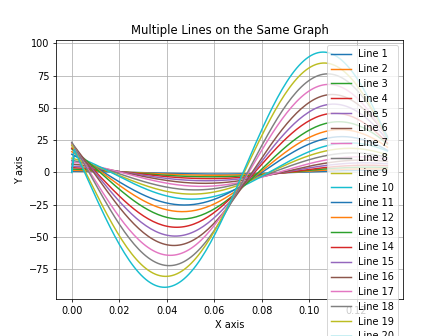 Multiple Lines on the Same Graph
100
75
50
25
0
−25
−50
−75
Y axis
0.00
0.02
0.04
0.06
0.08
0.10
X axis
Line 1
Line 2
Line 3
Line 4
Line 5
Line 6
Line 7
Line 8
Line 9
Line 10
Line 11
Line 12
Line 13
Line 14
Line 15
Line 16
Line 17
Line 18
Line 19
Line 20